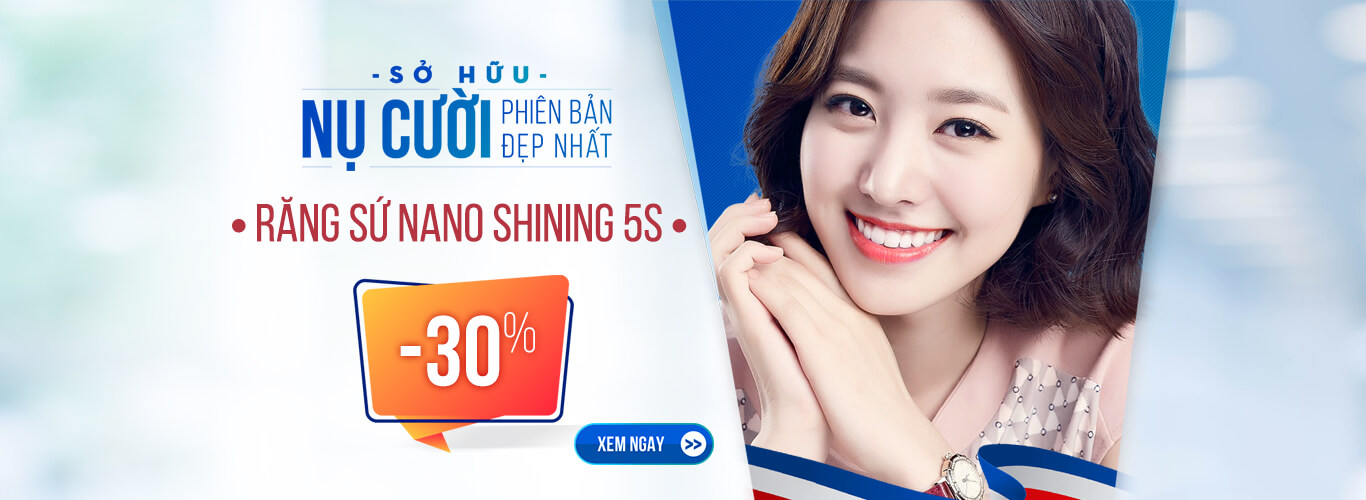 - SỞ HỮU -
NỤ CƯỜI PHIÊN BẢN
ĐẸP NHẤT
• RĂNG SỨ NANO SHINING 5S •
-30%
XEM NGAY